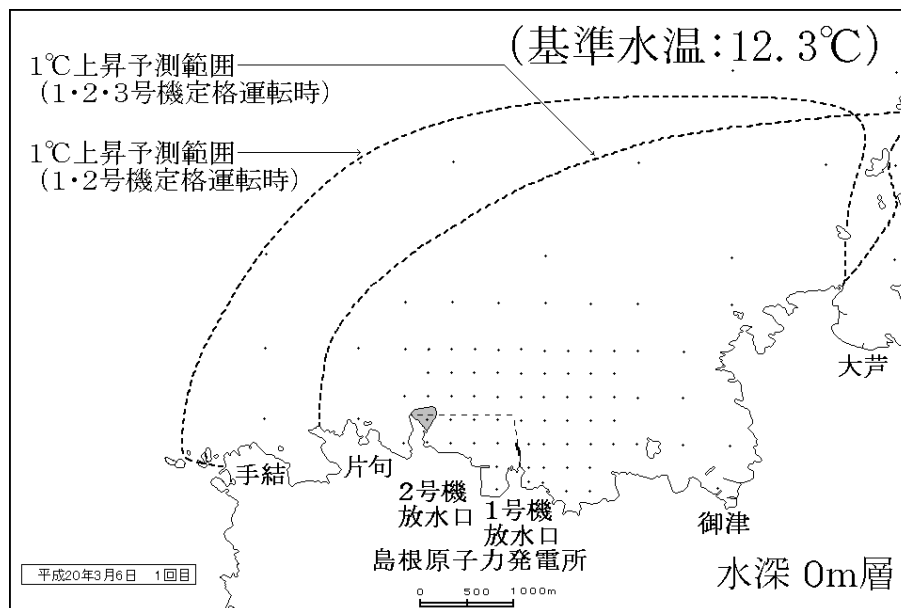 (基準水温:12.3℃)
1℃上昇予測範囲
(1・2・3号機定格運転時)
1℃上昇予測範囲
(1・2号機定格運転時)
大芦
手結
片句
2号機
放水口
1号機
放水口
御津
島根原子力発電所
平成20年3月6日 1回目
0 500 1000m
水深 0m層